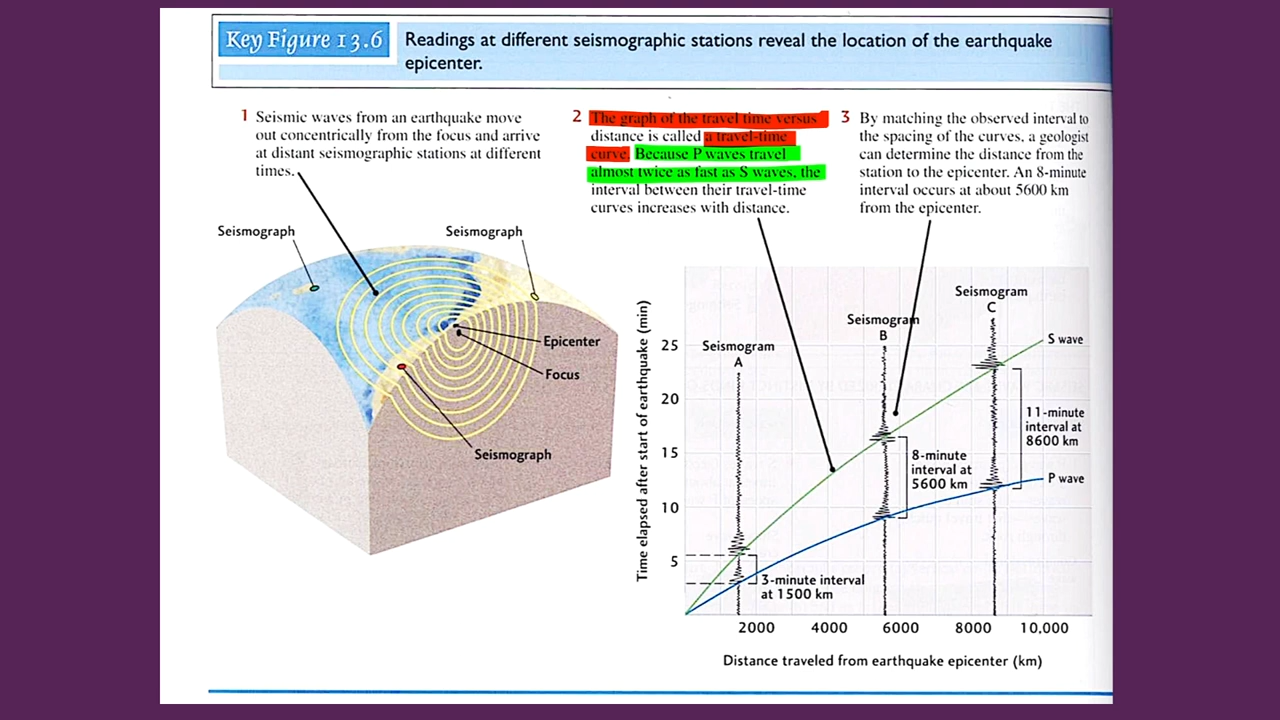 Key Figure 13.6
Readings at different seismographic stations reveal the location of the earthquake
epicenter.
1 Seismic waves from an earthquake move
out concentrically from the focus and arrive
at distant seismographic stations at different
times.
2 The graph of the travel time versus
distance is called a travel-time
curve. Because P waves travel
almost twice as fast as S waves, the
interval between their travel-time
curves increases with distance.
3 By matching the observed interval to
the spacing of the curves, a geologist
can determine the distance from the
station to the epicenter. An 8-minute
interval occurs at about 5600 km
from the epicenter.
Seismograph
Seismograph
Epicenter
Focus
Seismograph
Time elapsed after start of earthquake (min)
25
20
15
10
5
Seismogram
A
Seismogram
B
Seismogram
C
S wave
11-minute
interval at
8600 km
8-minute
interval at
5600 km
P wave
3-minute interval
at 1500 km
2000
4000
6000
8000
10,000
Distance traveled from earthquake epicenter (km)